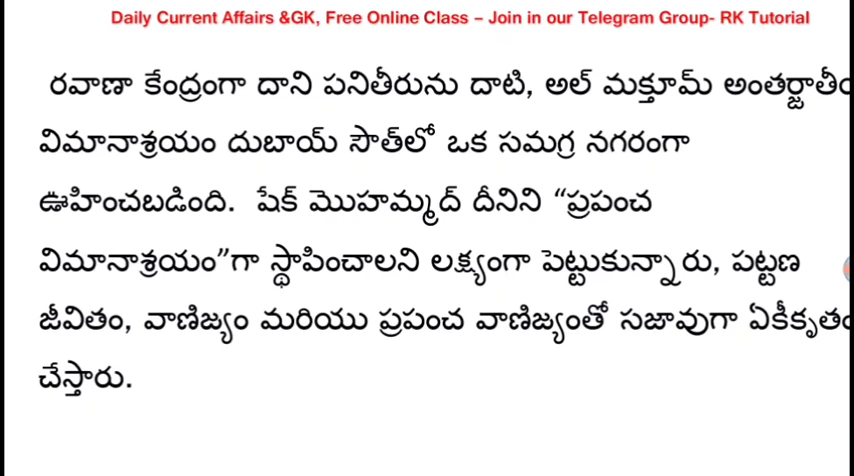 Daily Current Affairs &GK, Free Online Class – Join in our Telegram Group- RK Tutorial
రవాణా కేంద్రంగా దాని పనితీరును దాటి, అల్ మక్తూమ్ అంతర్జాతీ
విమానాశ్రయం దుబాయ్ సౌత్‌లో ఒక సమగ్ర నగరంగా
ఊహించబడింది. షేక్ మొహమ్మద్ దీనిని “ప్రపంచ
విమానాశ్రయం”గా స్థాపించాలని లక్ష్యంగా పెట్టుకున్నారు, పట్టణ
జీవితం, వాణిజ్యం మరియు ప్రపంచ వాణిజ్యంతో సజావుగా ఏకీకృతం
చేస్తారు.